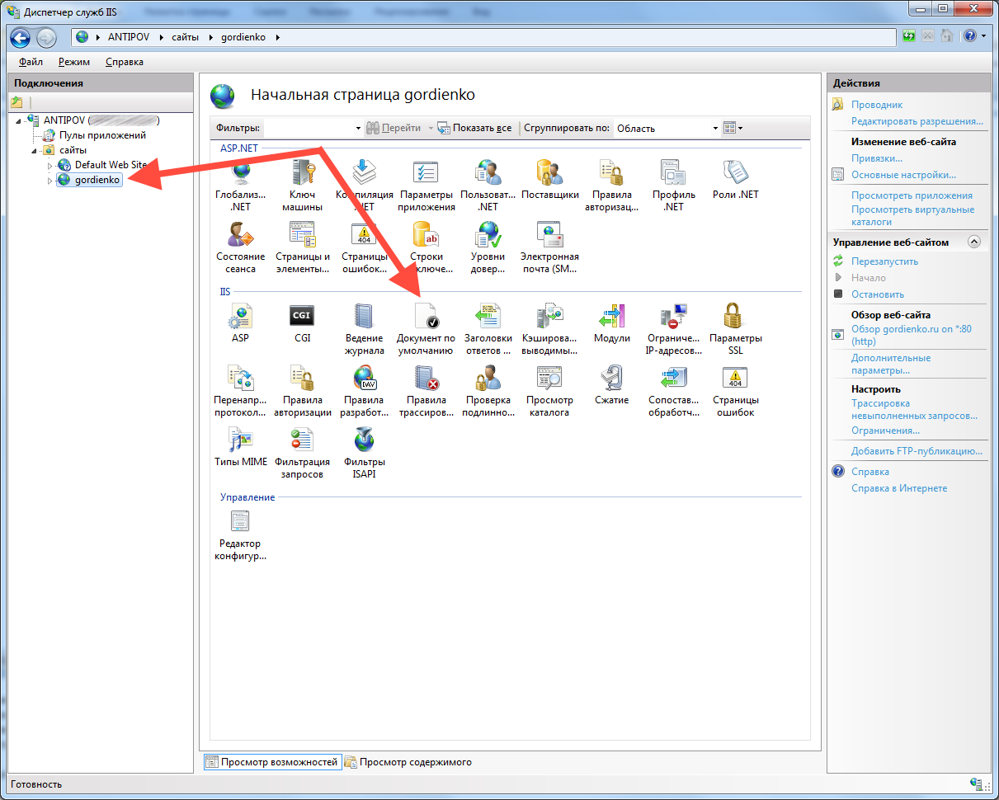 Диспетчер служб IIS
ANTIPOV
сайты
gordienko
Файл Режим Справка
Подключения
ANTIPOV ( )
Пулы приложений
сайты
Default Web Site
gordienko
Начальная страница gordienko
Фильтры: Перейти Показать все Сгруппировать по: Область
ASP.NET
Глобализ... .NET
Ключ машины
Компиляция .NET
Параметры приложения
Пользоват... .NET
Поставщики
Правила авторизац...
Профиль .NET
Роли .NET
Состояние сеанса
Страницы и элементы...
404
Страницы ошибок...
ab
Строки
ключе...
Уровни довер...
Электронная почта (SM...
IIS
ASP
CGI
CGI
Ведение журнала
Документ по умолчанию
Заголовки ответов ...
Кэширова... выводимы...
Модули
Ограниче... IP-адресов...
Параметры SSL
Перенапр... протокол...
Правила авторизации
DAV
Правила разработ...
Правила трассиров...
Проверка подлинно...
Просмотр каталога
Сжатие
Сопостав... обработч...
404
Страницы ошибок
Типы MIME
Фильтрация запросов
Фильтры ISAPI
Управление
Редактор конфигур...
Просмотр возможностей
Просмотр содержимого
Действия
Проводник
Редактировать разрешения...
Изменение веб-сайта
Привязки...
Основные настройки...
Просмотреть приложения
Просмотреть виртуальные
каталоги
Управление веб-сайтом
Перезапустить
Начало
Остановить
Обзор веб-сайта
Обзор gordienko.ru on *:80
(http)
Дополнительные
параметры...
Настроить
Трассировка
невыполненных запросов...
Ограничения...
Добавить FTP-публикацию...
Справка
Справка в Интернете
Готовность